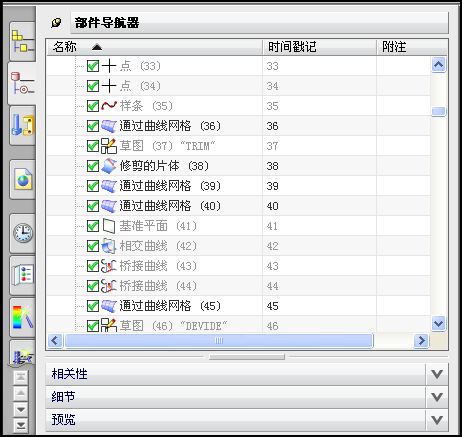 部件导航器
名称 时间戳记 附注
点 (33) 33
点 (34) 34
样条 (35) 35
通过曲线网格 (36) 36
草图 (37) "TRIM" 37
修剪的片体 (38) 38
通过曲线网格 (39) 39
通过曲线网格 (40) 40
基准平面 (41) 41
相交曲线 (42) 42
桥接曲线 (43) 43
桥接曲线 (44) 44
通过曲线网格 (45) 45
草图 (46) "DEVIDE" 46
相关性
细节
预览